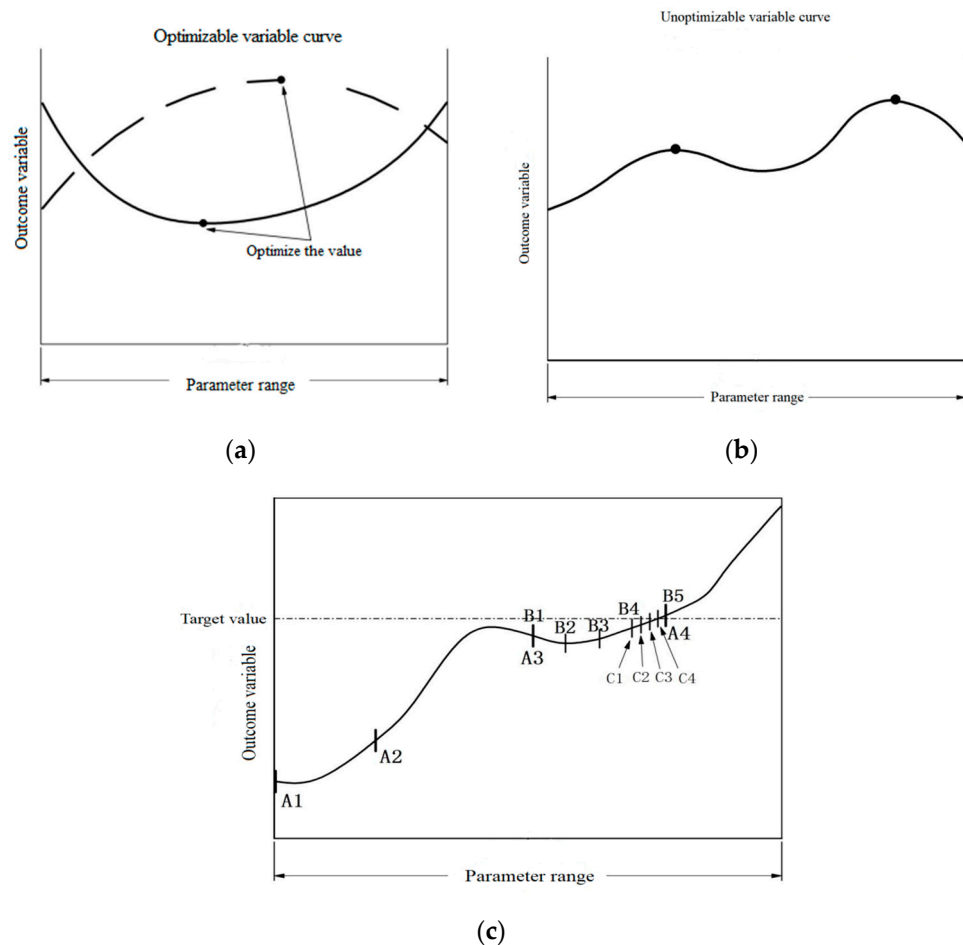 Optimizable variable curve
Outcome variable
Optimize the value
Parameter range
(a)
Unoptimizable variable curve
Outcome variable
Parameter range
(b)
Target value
Outcome variable
B1
B2
B3
B4
B5
A3
A4
C1
C2
C3
C4
A2
A1
Parameter range
(c)